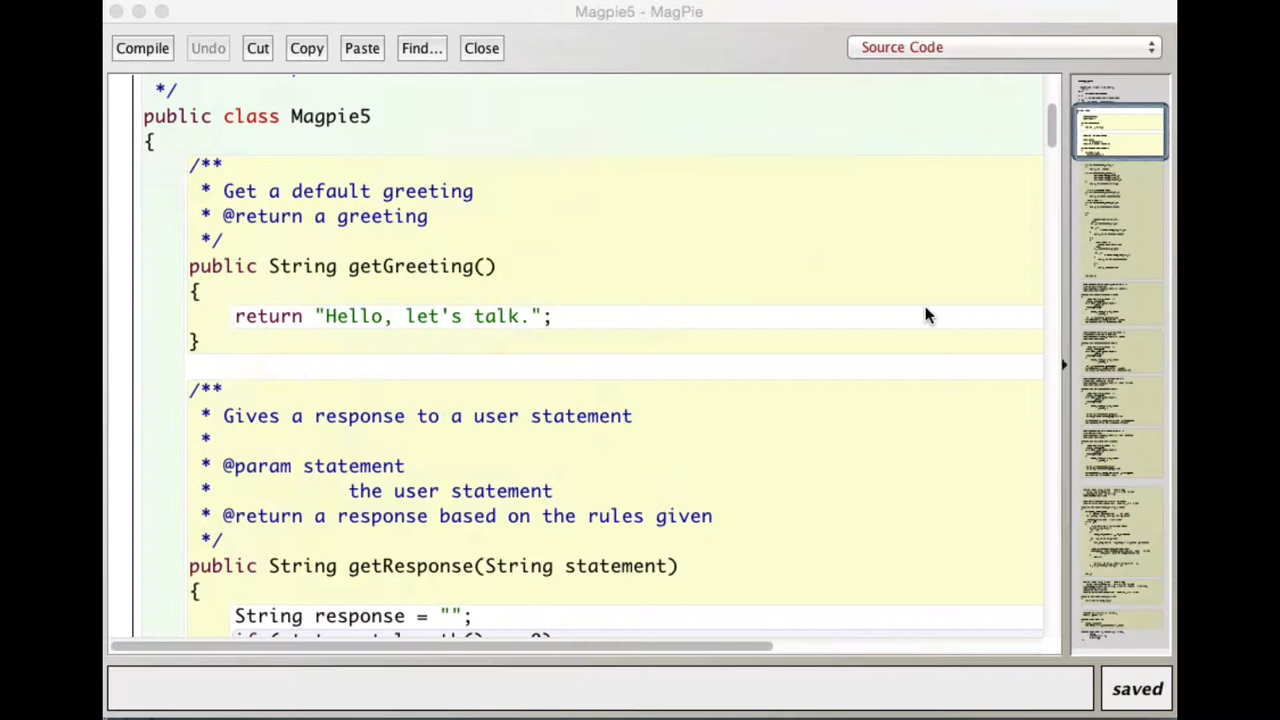 Magpie5 - MagPie
Compile Undo Cut Copy Paste Find... Close Source Code
*/
public class Magpie5
{
/**
* Get a default greeting
* @return a greeting
*/
public String getGreeting()
{
return "Hello, let's talk.";
}
/**
* Gives a response to a user statement
*
* @param statement
* the user statement
* @return a response based on the rules given
*/
public String getResponse(String statement)
{
String response = "";
saved